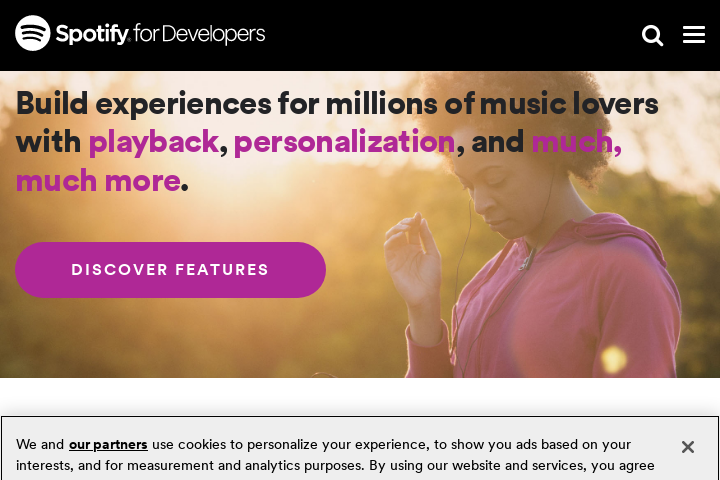 Spotify® for Developers
Build experiences for millions of music lovers
with playback, personalization, and much,
much more.
DISCOVER FEATURES
We and our partners use cookies to personalize your experience, to show you ads based on your
interests, and for measurement and analytics purposes. By using our website and services, you agree